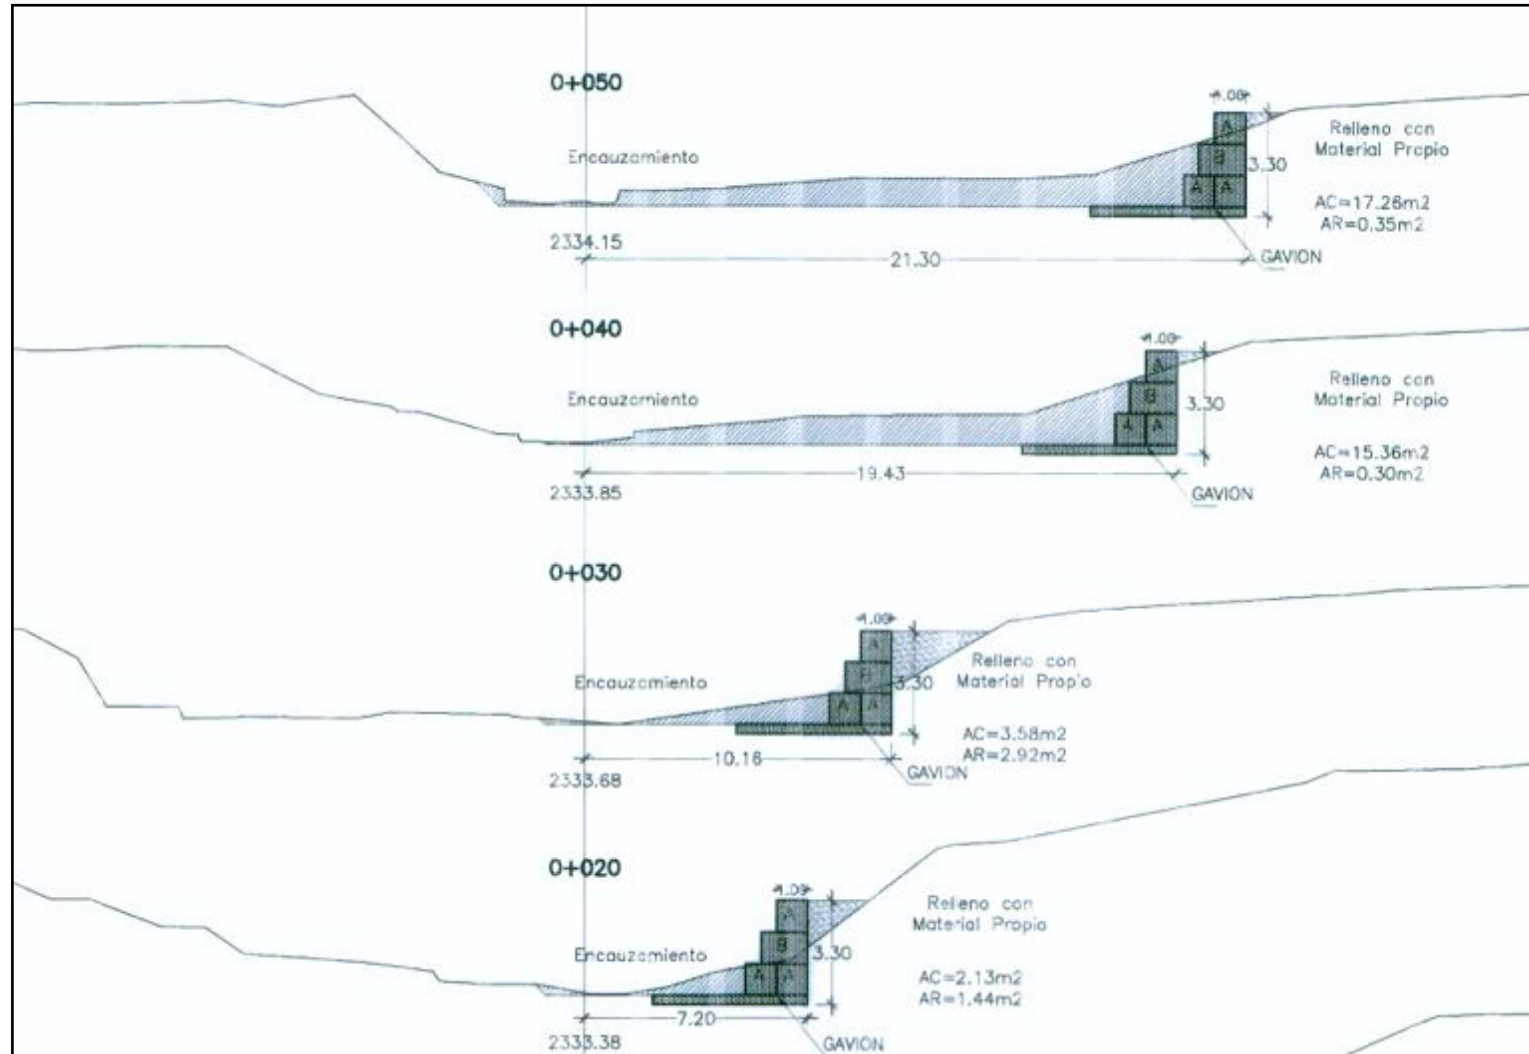 0+050
1.00
A
B
A A
3.30
Encauzamiento
Relleno con
Material Propio
AC=17.26m2
AR=0.35m2
2334.15
21.30
GAVION
0+040
1.00
A
B
A A
3.30
Encauzamiento
Relleno con
Material Propio
AC=15.36m2
AR=0.30m2
2333.85
19.43
GAVION
0+030
1.00
A
B
A A
3.30
Encauzamiento
Relleno con
Material Propio
AC=3.58m2
AR=2.92m2
2333.68
10.16
GAVION
0+020
1.00
A
B
A A
3.30
Encauzamiento
Relleno con
Material Propio
AC=2.13m2
AR=1.44m2
2333.38
7.20
GAVION